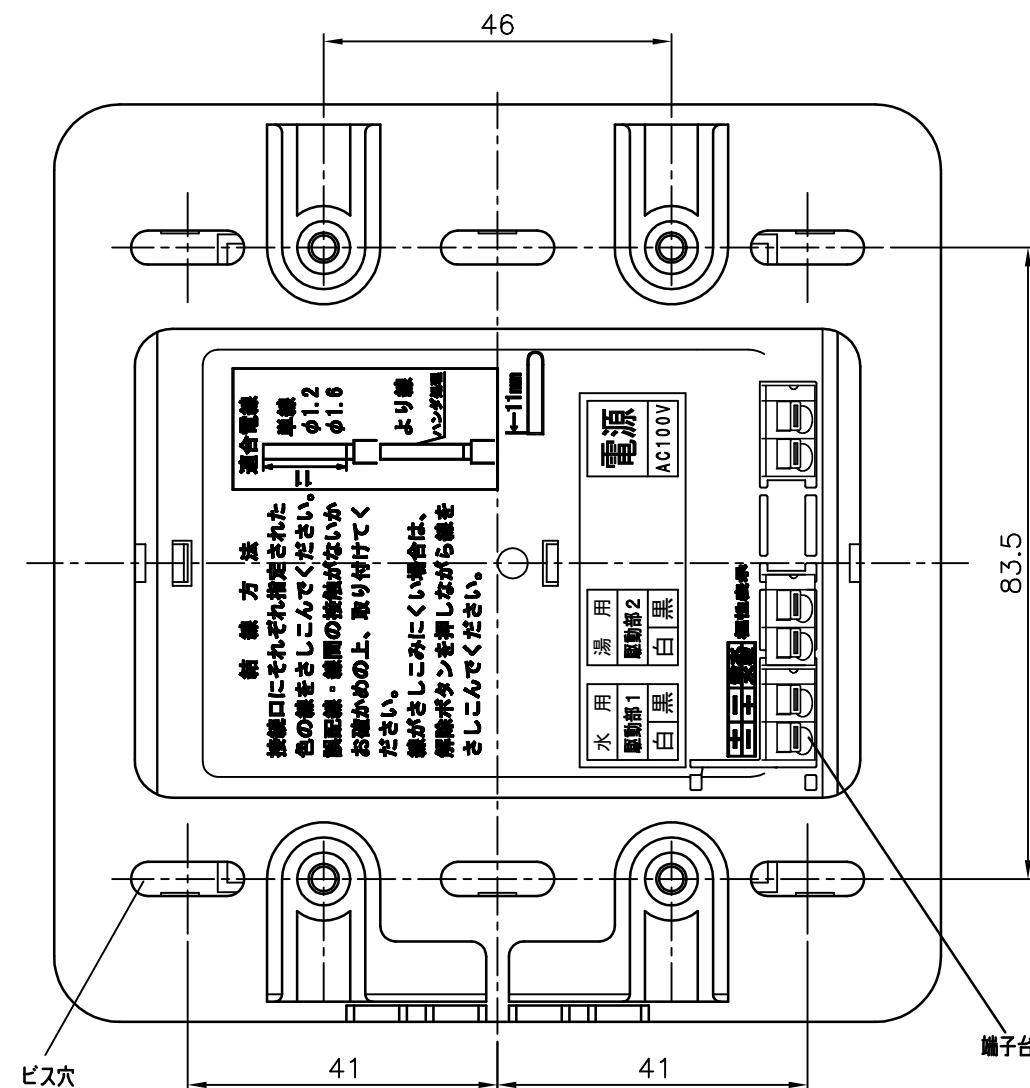 46
適合電線
単線
φ1.2
φ1.6
より線
ハンダ処理
11mm
結線方法
接続口にそれぞれ指定された
色の線をさしこんでください。
誤配線・線間の接触がないか
お確かめの上、取り付けてく
ださい。
線がさしこみにくい場合は、
解除ボタンを押しながら線を
さしこんでください。
電源
AC100V
湯用
駆動部2
白 黒
水用
駆動部1
白 黒
83.5
ビス穴
41
41
端子台